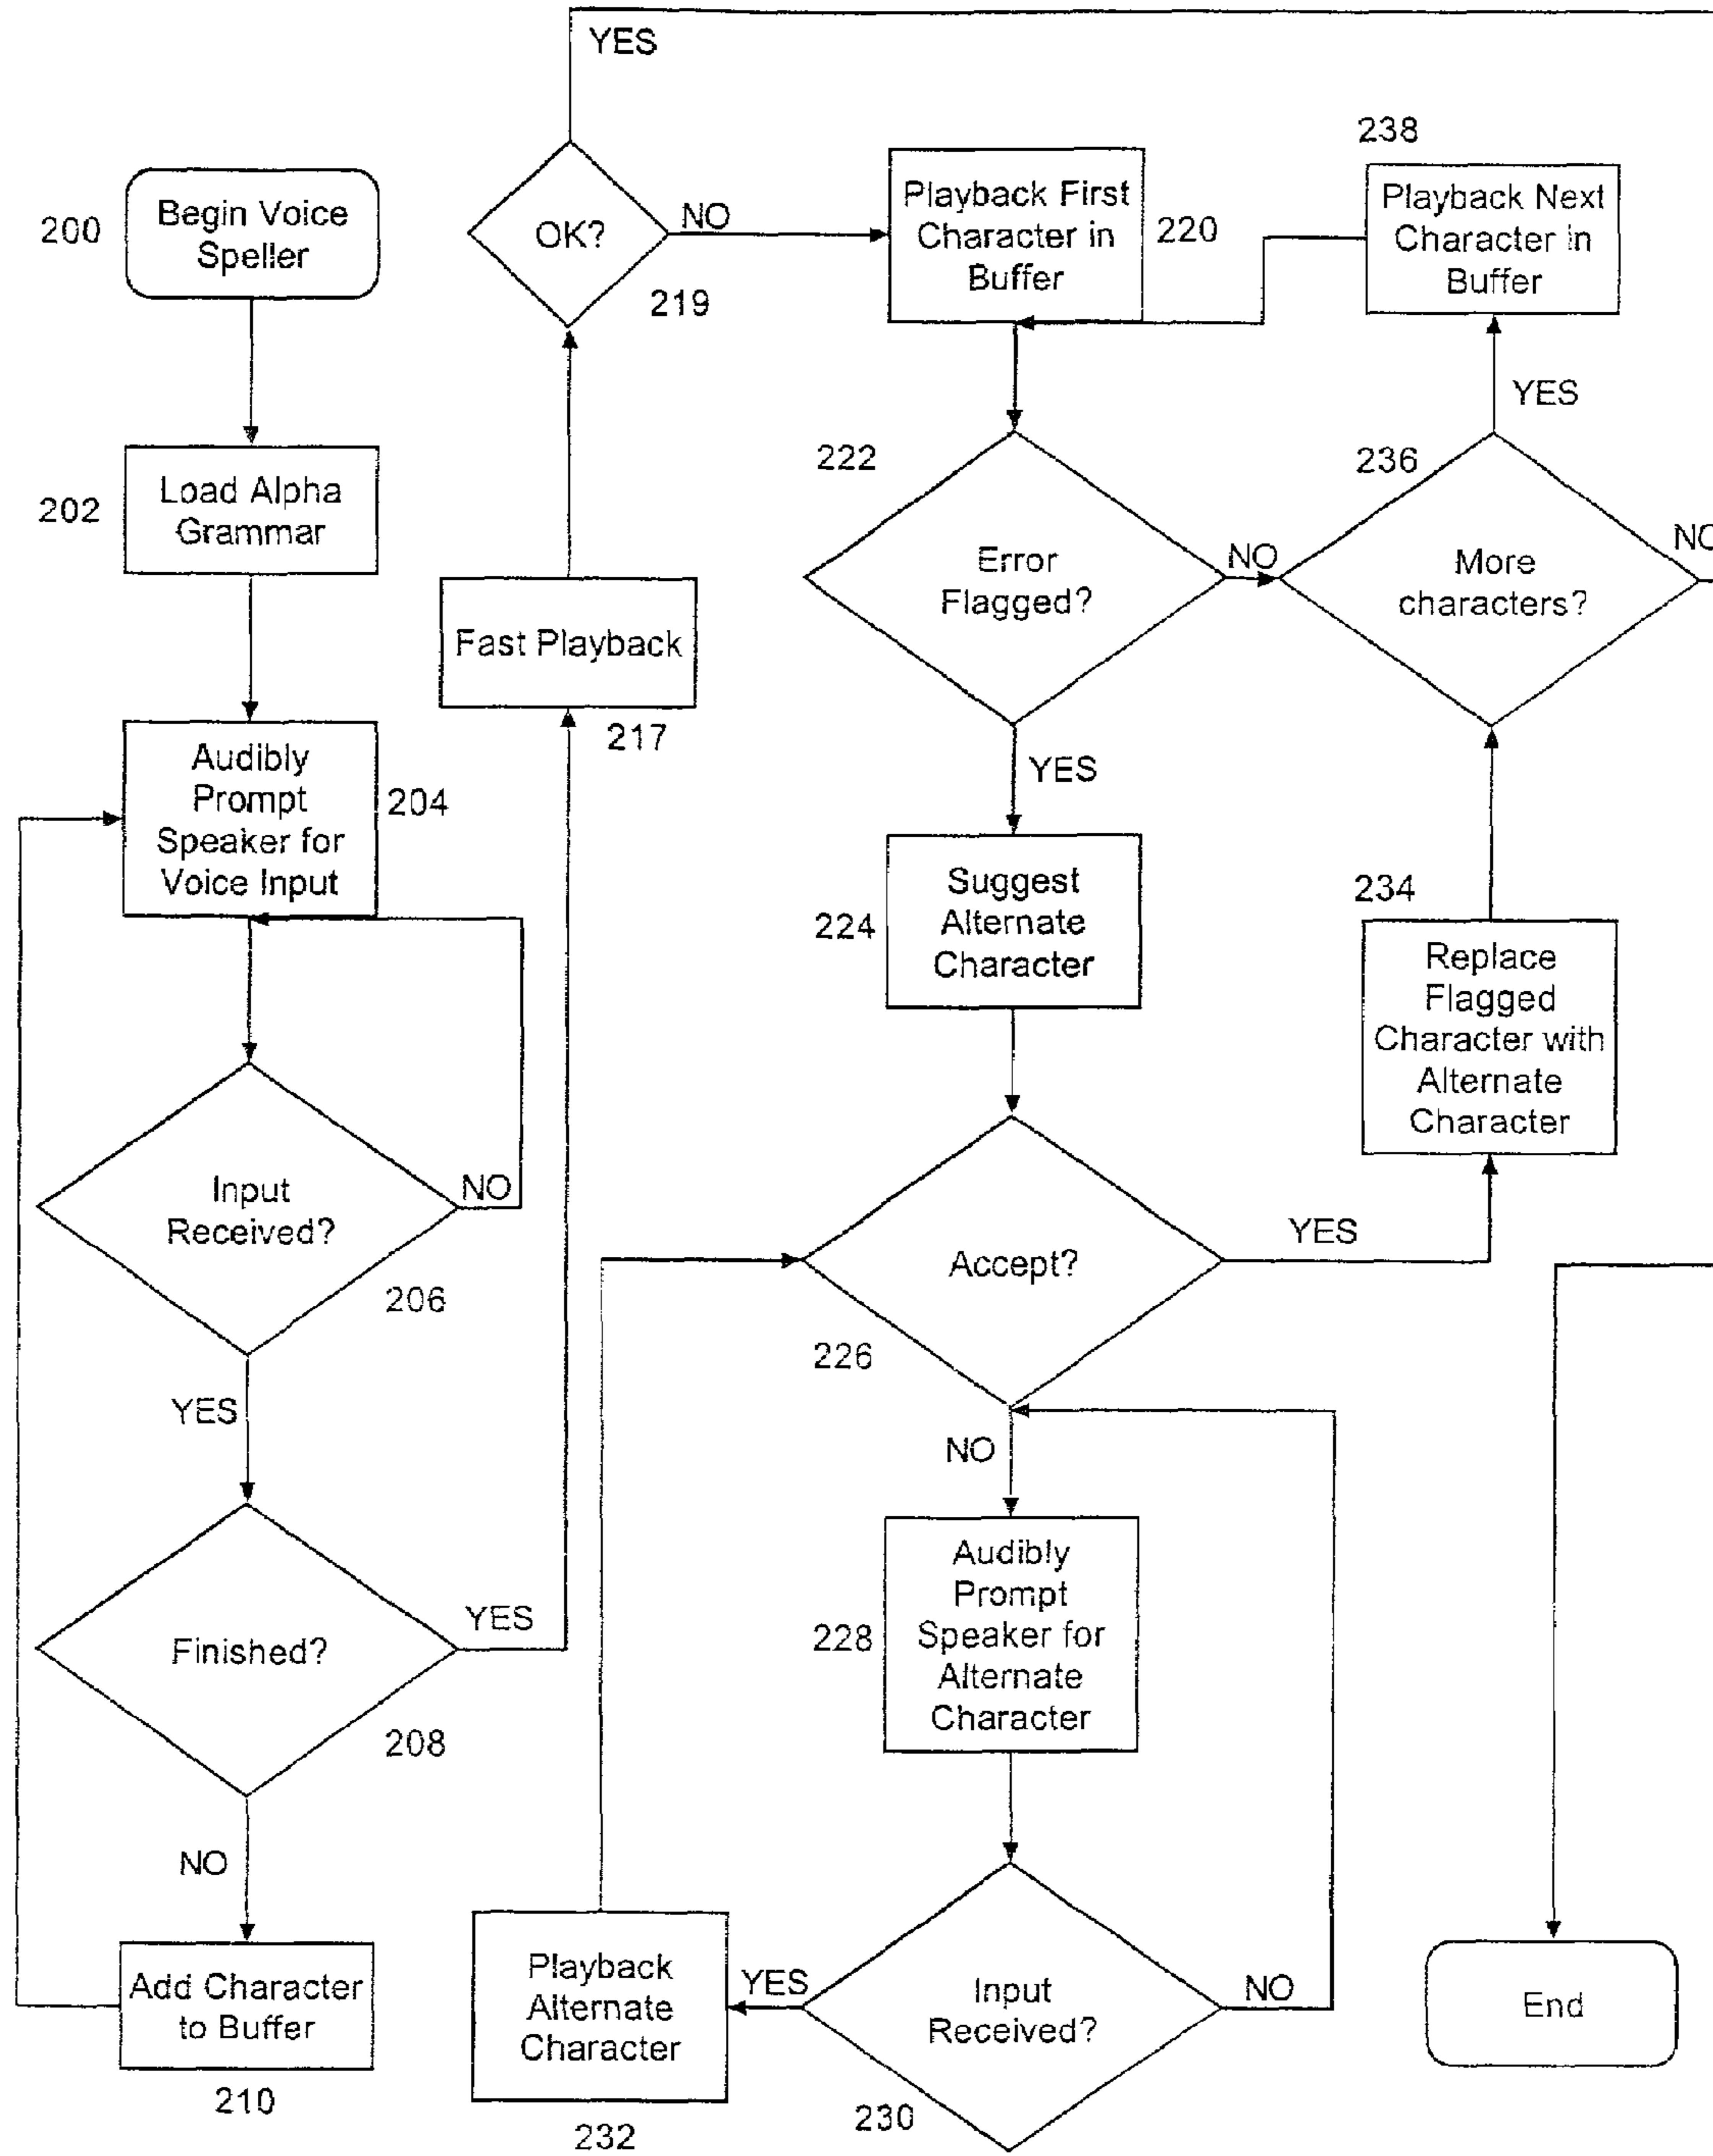 YES
238
200
Begin Voice
Speller
OK?
NO
219
Playback First
Character in
Buffer
220
Playback Next
Character in
Buffer
YES
202
Load Alpha
Grammar
222
Error
Flagged?
NO
236
More
characters?
NO
Fast Playback
217
YES
Audibly
Prompt
Speaker for
Voice Input
204
224
Suggest
Alternate
Character
234
Replace
Flagged
Character with
Alternate
Character
Input
Received?
NO
206
YES
Accept?
YES
226
NO
Finished?
YES
208
NO
228
Audibly
Prompt
Speaker for
Alternate
Character
Add Character
to Buffer
210
Playback
Alternate
Character
232
YES
Input
Received?
NO
230
End